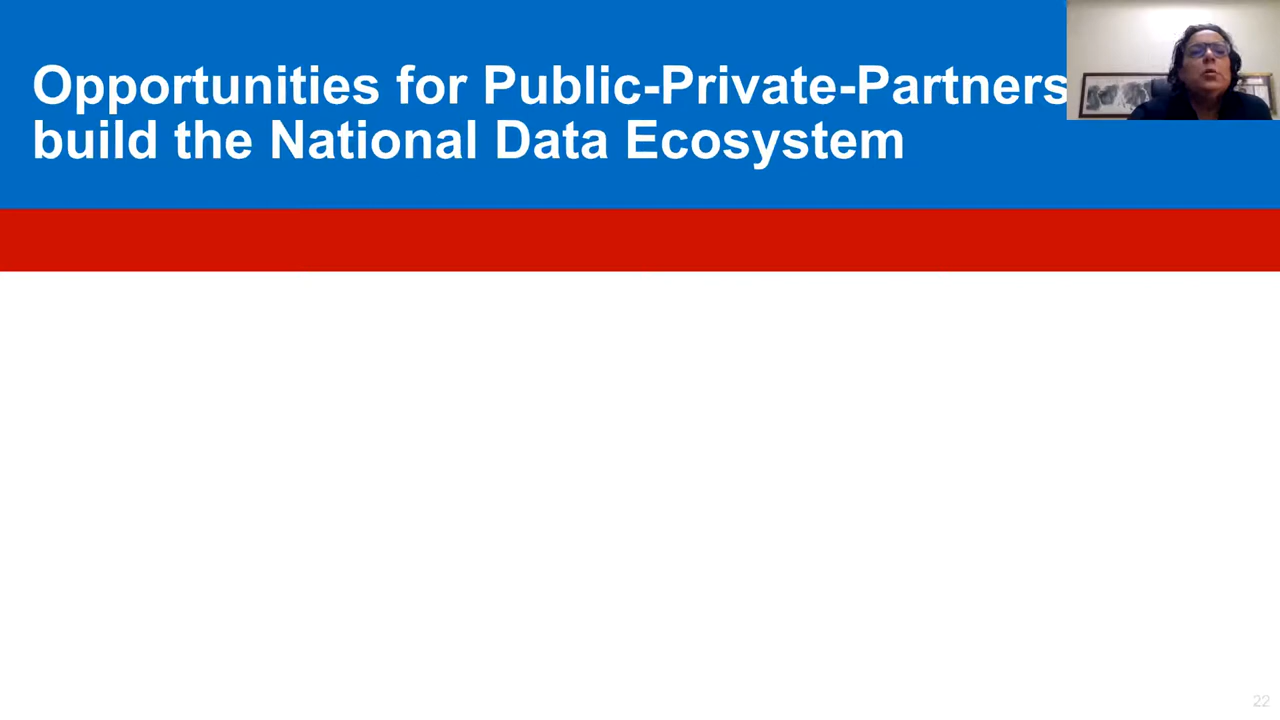 Opportunities for Public-Private-Partners
build the National Data Ecosystem
22